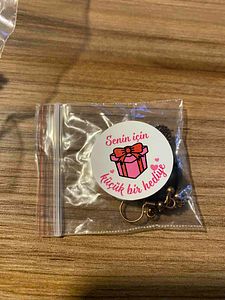 Senin için
küçük bir hediye